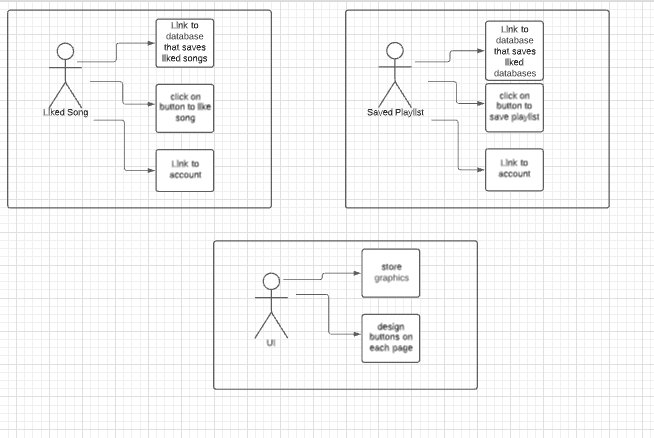 Link to
database
that saves
liked songs
click on
button to like
song
Liked Song
Link to
account
Link to
database
that saves
liked
databases
click on
button to
save playlist
Saved Playlist
Link to
account
store
graphics
design
buttons on
each page
UI